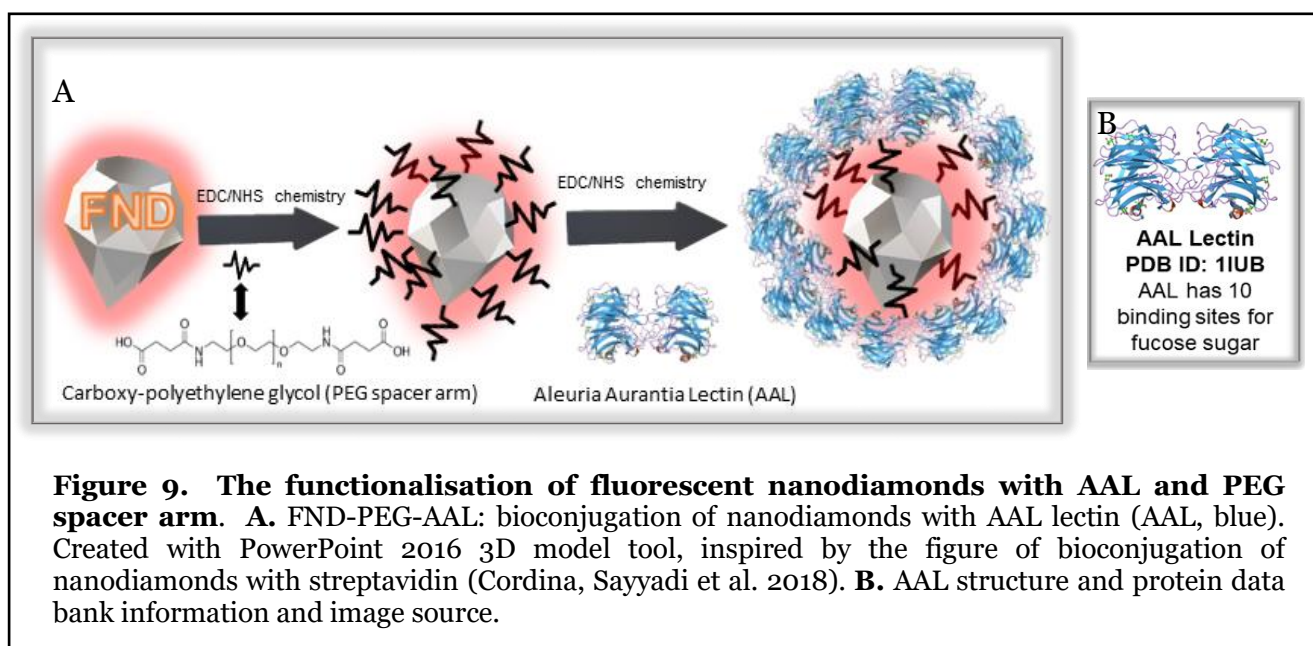 A
FND
EDC/NHS chemistry
EDC/NHS chemistry
HO
O
O
N
H
O
n
O
H
N
O
O
OH
Carboxy-polyethylene glycol (PEG spacer arm)
Aleuria Aurantia Lectin (AAL)
B
AAL Lectin
PDB ID: 1IUB
AAL has 10
binding sites for
fucose sugar
Figure 9. The functionalisation of fluorescent nanodiamonds with AAL and PEG
spacer arm. A. FND-PEG-AAL: bioconjugation of nanodiamonds with AAL lectin (AAL, blue).
Created with PowerPoint 2016 3D model tool, inspired by the figure of bioconjugation of
nanodiamonds with streptavidin (Cordina, Sayyadi et al. 2018). B. AAL structure and protein data
bank information and image source.